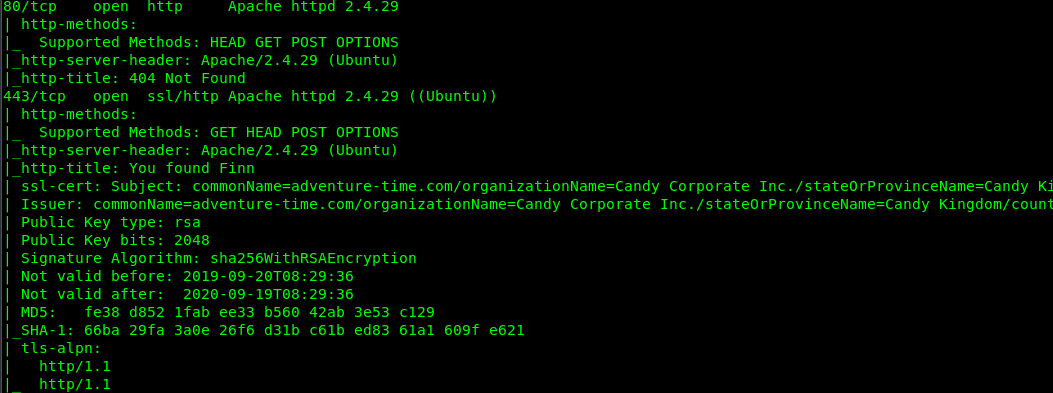 80/tcp    open  http     Apache httpd 2.4.29
| http-methods:
|_  Supported Methods: HEAD GET POST OPTIONS
|_http-server-header: Apache/2.4.29 (Ubuntu)
|_http-title: 404 Not Found
443/tcp   open  ssl/http Apache httpd 2.4.29 ((Ubuntu))
| http-methods:
|_  Supported Methods: GET HEAD POST OPTIONS
|_http-server-header: Apache/2.4.29 (Ubuntu)
|_http-title: You found Finn
| ssl-cert: Subject: commonName=adventure-time.com/organizationName=Candy Corporate Inc./stateOrProvinceName=Candy Ki
| Issuer: commonName=adventure-time.com/organizationName=Candy Corporate Inc./stateOrProvinceName=Candy Kingdom/count
| Public Key type: rsa
| Public Key bits: 2048
| Signature Algorithm: sha256WithRSAEncryption
| Not valid before: 2019-09-20T08:29:36
| Not valid after:  2020-09-19T08:29:36
| MD5:   fe38 d852 1fab ee33 b560 42ab 3e53 c129
|_SHA-1: 66ba 29fa 3a0e 26f6 d31b c61b ed83 61a1 609f e621
| tls-alpn:
|   http/1.1
|_  http/1.1